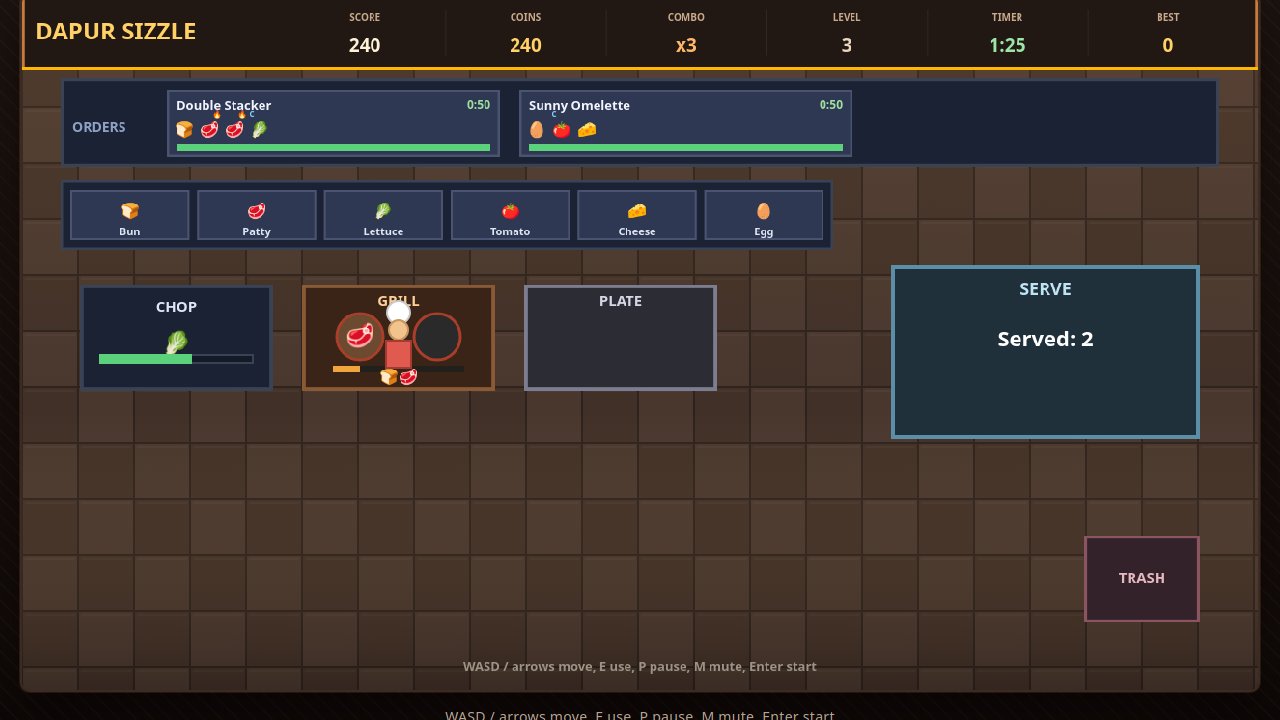 DAPUR SIZZLE
SCORE
240
COINS
240
COMBO
x3
LEVEL
3
TIMER
1:25
BEST
0
ORDERS
Double Stacker
0:50
C
Sunny Omelette
0:50
C
Bun
Patty
Lettuce
Tomato
Cheese
Egg
CHOP
GRILL
PLATE
SERVE
Served: 2
TRASH
WASD / arrows move, E use, P pause, M mute, Enter start
WASD / arrows move, E use, P pause, M mute, Enter start